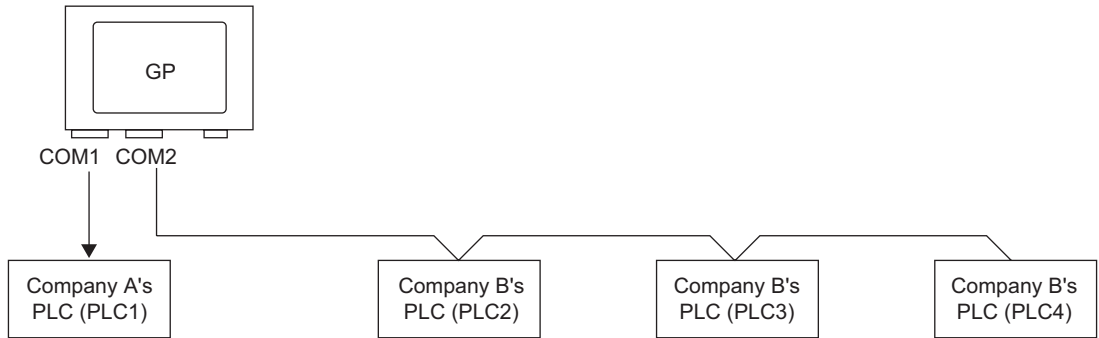 GP
COM1 COM2
Company A's
PLC (PLC1)
Company B's
PLC (PLC2)
Company B's
PLC (PLC3)
Company B's
PLC (PLC4)